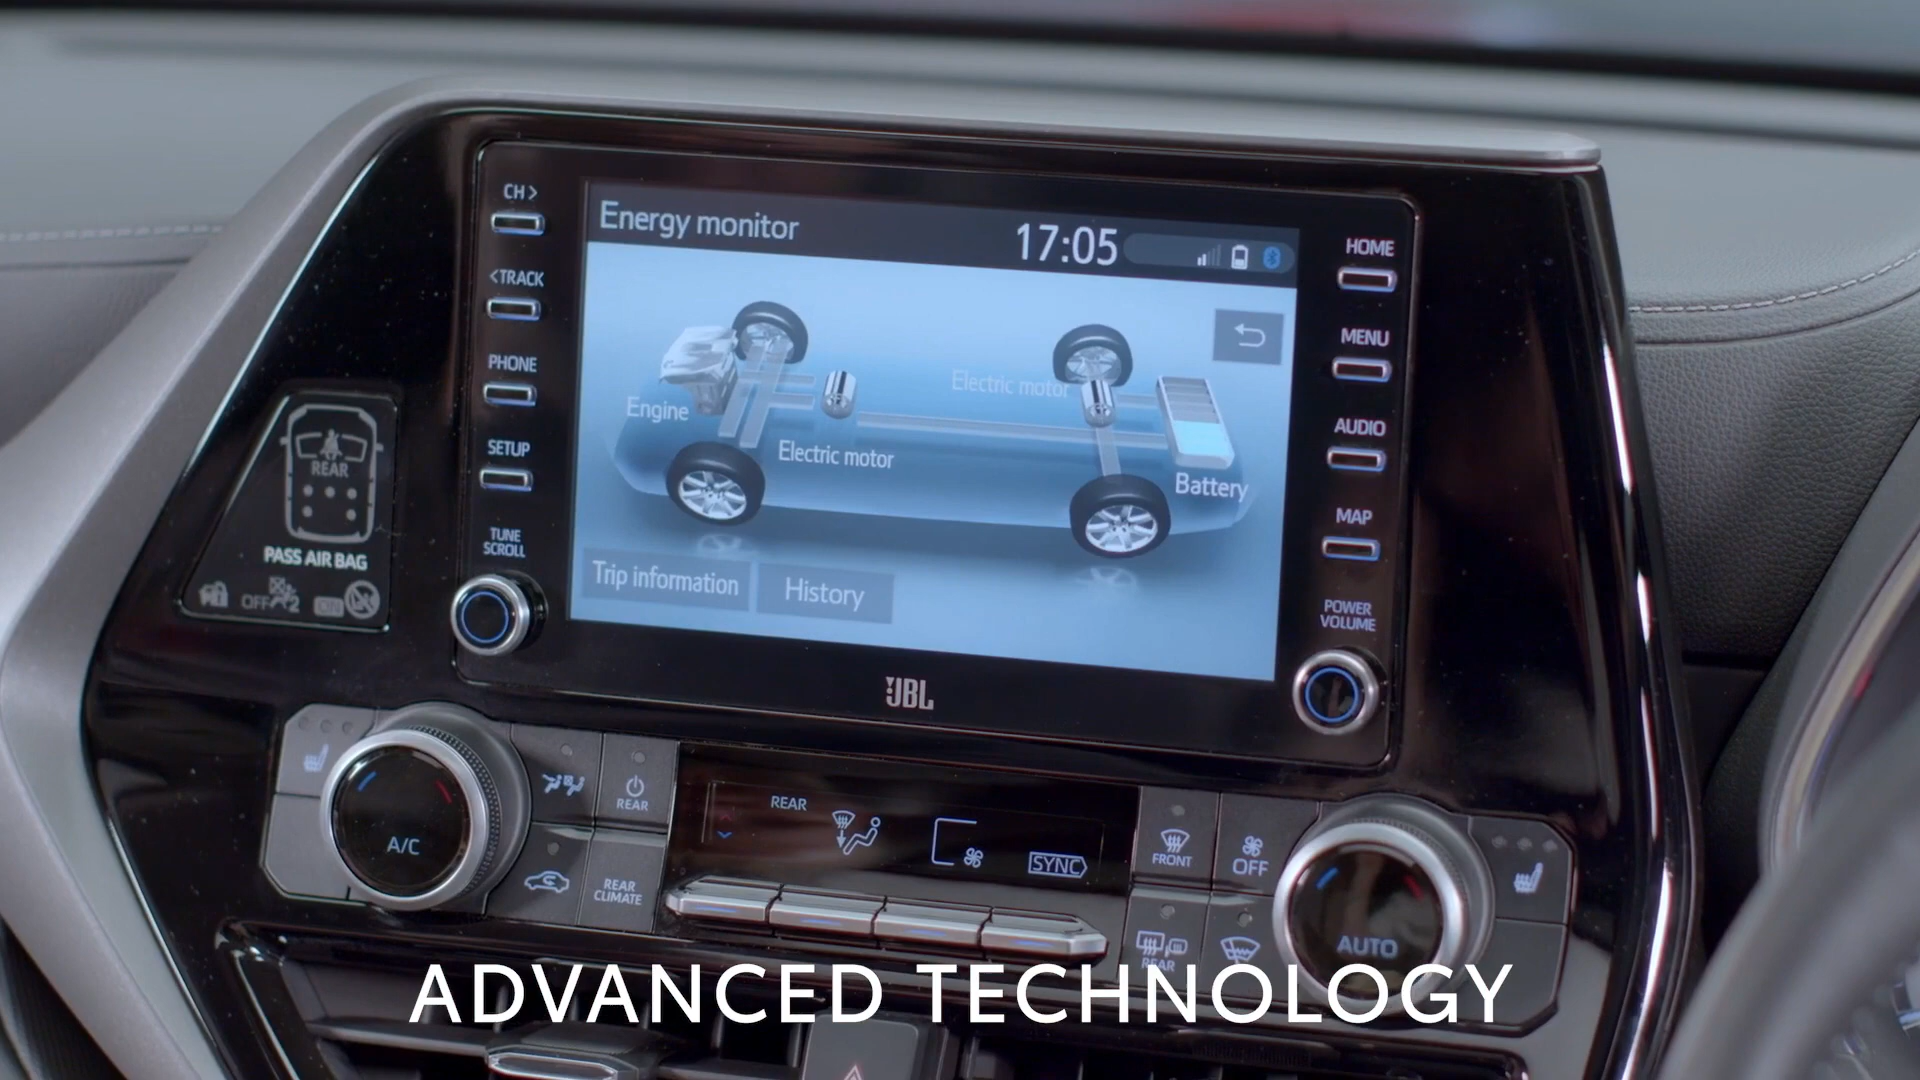 CH >
< TRACK
PHONE
SETUP
TUNE
SCROLL
Energy monitor
17:05
Engine
Electric motor
Electric motor
Battery
Trip information
History
HOME
MENU
AUDIO
MAP
POWER
VOLUME
JBL
REAR
PASS AIR BAG
OFF 2
ON
A/C
REAR
REAR
CLIMATE
REAR
SYNC
FRONT
OFF
REAR
AUTO
ADVANCED TECHNOLOGY